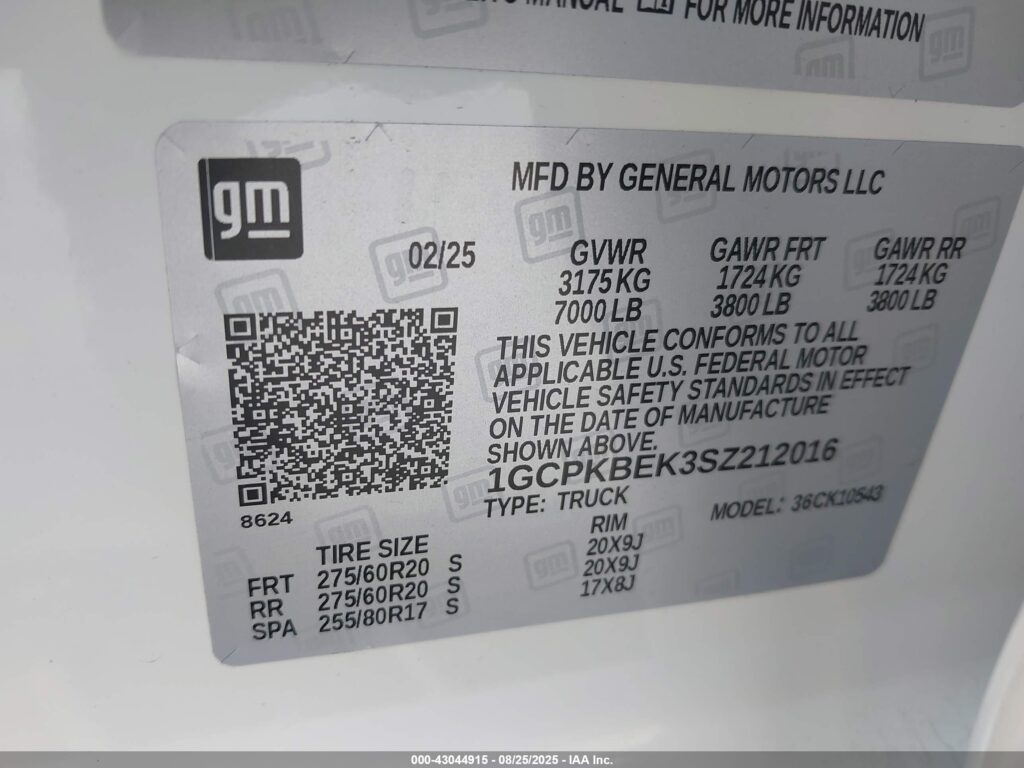 MANUAL FOR MORE INFORMATION
gm
MFD BY GENERAL MOTORS LLC
02/25
GVWR GAWR FRT GAWR RR
3175 KG 1724 KG 1724 KG
7000 LB 3800 LB 3800 LB
THIS VEHICLE CONFORMS TO ALL
APPLICABLE U.S. FEDERAL MOTOR
VEHICLE SAFETY STANDARDS IN EFFECT
ON THE DATE OF MANUFACTURE
SHOWN ABOVE.
1GCPKBEK3SZ212016
TYPE: TRUCK MODEL: 36CK10543
8624
TIRE SIZE RIM
FRT 275/60R20 S 20X9J
RR 275/60R20 S 20X9J
SPA 255/80R17 S 17X8J
000-43044915 - 08/25/2025 - IAA Inc.